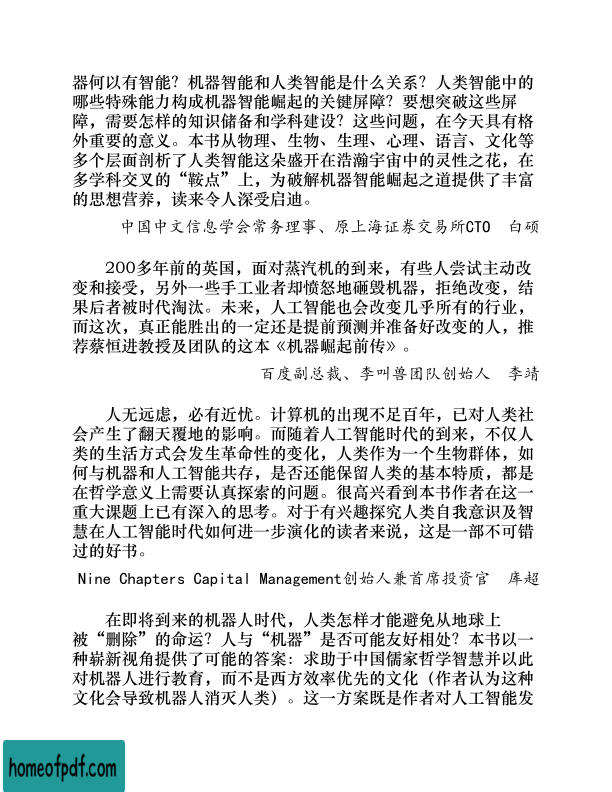 器何以有智能？机器智能和人类智能是什么关系？人类智能中的
哪些特殊能力构成机器智能崛起的关键屏障？要想突破这些屏
障，需要怎样的知识储备和学科建设？这些问题，在今天具有格
外重要的意义。本书从物理、生物、生理、心理、语言、文化等
多个层面剖析了人类智能这朵盛开在浩瀚宇宙中的灵性之花，在
多学科交叉的“鞍点”上，为破解机器智能崛起之道提供了丰富
的思想营养，读来令人深受启迪。
中国中文信息学会常务理事、原上海证券交易所CTO　白硕
200多年前的英国，面对蒸汽机的到来，有些人尝试主动改
变和接受，另外一些手工业者却愤怒地砸毁机器，拒绝改变，结
果后者被时代淘汰。未来，人工智能也会改变几乎所有的行业，
而这次，真正能胜出的一定还是提前预测并准备好改变的人，推
荐蔡恒进教授及团队的这本《机器崛起前传》。
百度副总裁、李叫兽团队创始人　李靖
人无远虑，必有近忧。计算机的出现不足百年，已对人类社
会产生了翻天覆地的影响。而随着人工智能时代的到来，不仅人
类的生活方式会发生革命性的变化，人类作为一个生物群体，如
何与机器和人工智能共存，是否还能保留人类的基本特质，都是
在哲学意义上需要认真探索的问题。很高兴看到本书作者在这一
重大课题上已有深入的思考。对于有兴趣探究人类自我意识及智
慧在人工智能时代如何进一步演化的读者来说，这是一部不可错
过的好书。
Nine Chapters Capital Management创始人兼首席投资官　库超
在即将到来的机器人时代，人类怎样才能避免从地球上
被“删除”的命运？人与“机器”是否可能友好相处？本书以一
种崭新视角提供了可能的答案：求助于中国儒家哲学智慧并以此
对机器人进行教育，而不是西方效率优先的文化（作者认为这种
文化会导致机器人消灭人类）。这一方案既是作者对人工智能发
homeofpdf.com